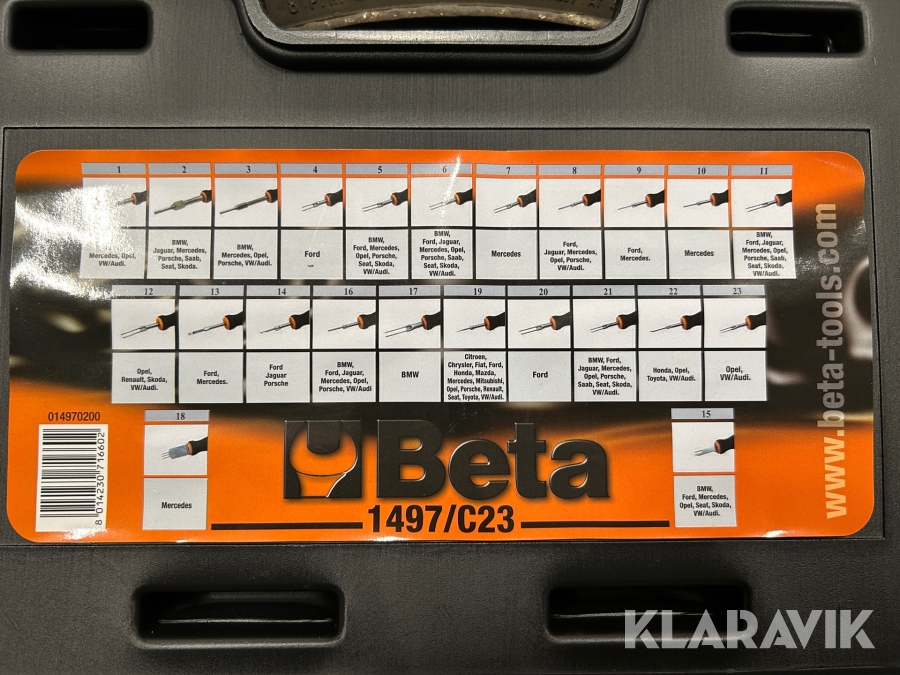 1
Mercedes, Opel,
VW/Audi.
2
BMW,
Jaguar, Mercedes,
Porsche, Saab,
Seat, Skoda.
3
BMW,
Mercedes, Opel,
Porsche, VW/Audi.
4
Ford
5
BMW,
Ford, Mercedes,
Opel, Porsche,
Seat, Skoda,
VW/Audi.
6
BMW,
Ford, Jaguar,
Mercedes, Opel,
Porsche, Skoda,
VW/Audi.
7
Mercedes
8
Ford,
Jaguar, Mercedes,
Opel, Porsche,
VW/Audi.
9
Ford,
Mercedes.
10
Mercedes
11
BMW,
Ford, Jaguar,
Mercedes, Opel,
Porsche, Seat,
Skoda, VW/Audi.
12
Opel,
Renault, Skoda,
VW/Audi.
13
Ford,
Mercedes.
14
Ford
Jaguar
Porsche
16
BMW,
Ford, Jaguar,
Mercedes, Opel,
Porsche, VW/Audi.
17
BMW
19
Citroen,
Chrysler, Fiat, Ford,
Honda, Mazda,
Mercedes, Mitsubishi,
Opel, Porsche, Renault,
Seat, Toyota, VW/Audi.
20
Ford
21
BMW, Ford,
Jaguar, Mercedes,
Opel, Porsche,
Saab, Seat, Skoda,
VW/Audi.
22
Honda, Opel,
Toyota, VW/Audi.
23
Opel,
VW/Audi.
014970200
8 014230 716602
18
Mercedes
Beta
1497/C23
15
BMW,
Ford, Mercedes,
Opel, Seat, Skoda,
VW/Audi.
www.beta-tools.com
KLARAVIK